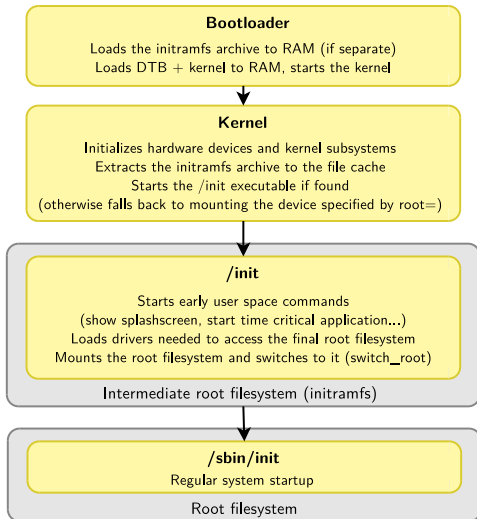 Bootloader
Loads the initramfs archive to RAM (if separate)
Loads DTB + kernel to RAM, starts the kernel
Kernel
Initializes hardware devices and kernel subsystems
Extracts the initramfs archive to the file cache
Starts the /init executable if found
(otherwise falls back to mounting the device specified by root=)
/init
Starts early user space commands
(show splashscreen, start time critical application...)
Loads drivers needed to access the final root filesystem
Mounts the root filesystem and switches to it (switch_root)
Intermediate root filesystem (initramfs)
/sbin/init
Regular system startup
Root filesystem